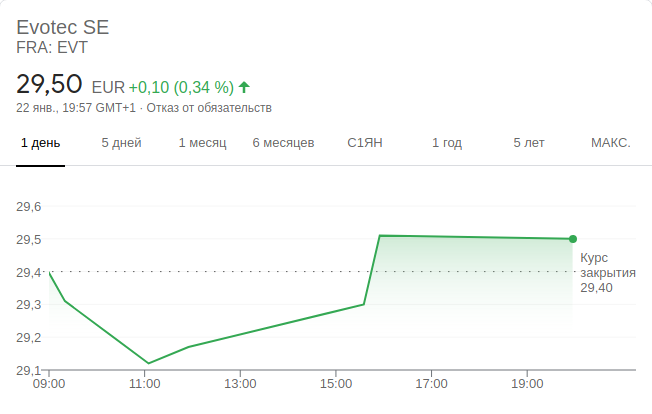 Evotec SE
FRA: EVT
29,50 EUR +0,10 (0,34 %)
22 янв., 19:57 GMT+1 · Отказ от обязательств
1 день 5 дней 1 месяц 6 месяцев С1ЯН 1 год 5 лет МАКС.
29,6
29,5
Курс
закрытия
29,40
29,4
29,3
29,2
29,1
09:00 11:00 13:00 15:00 17:00 19:00